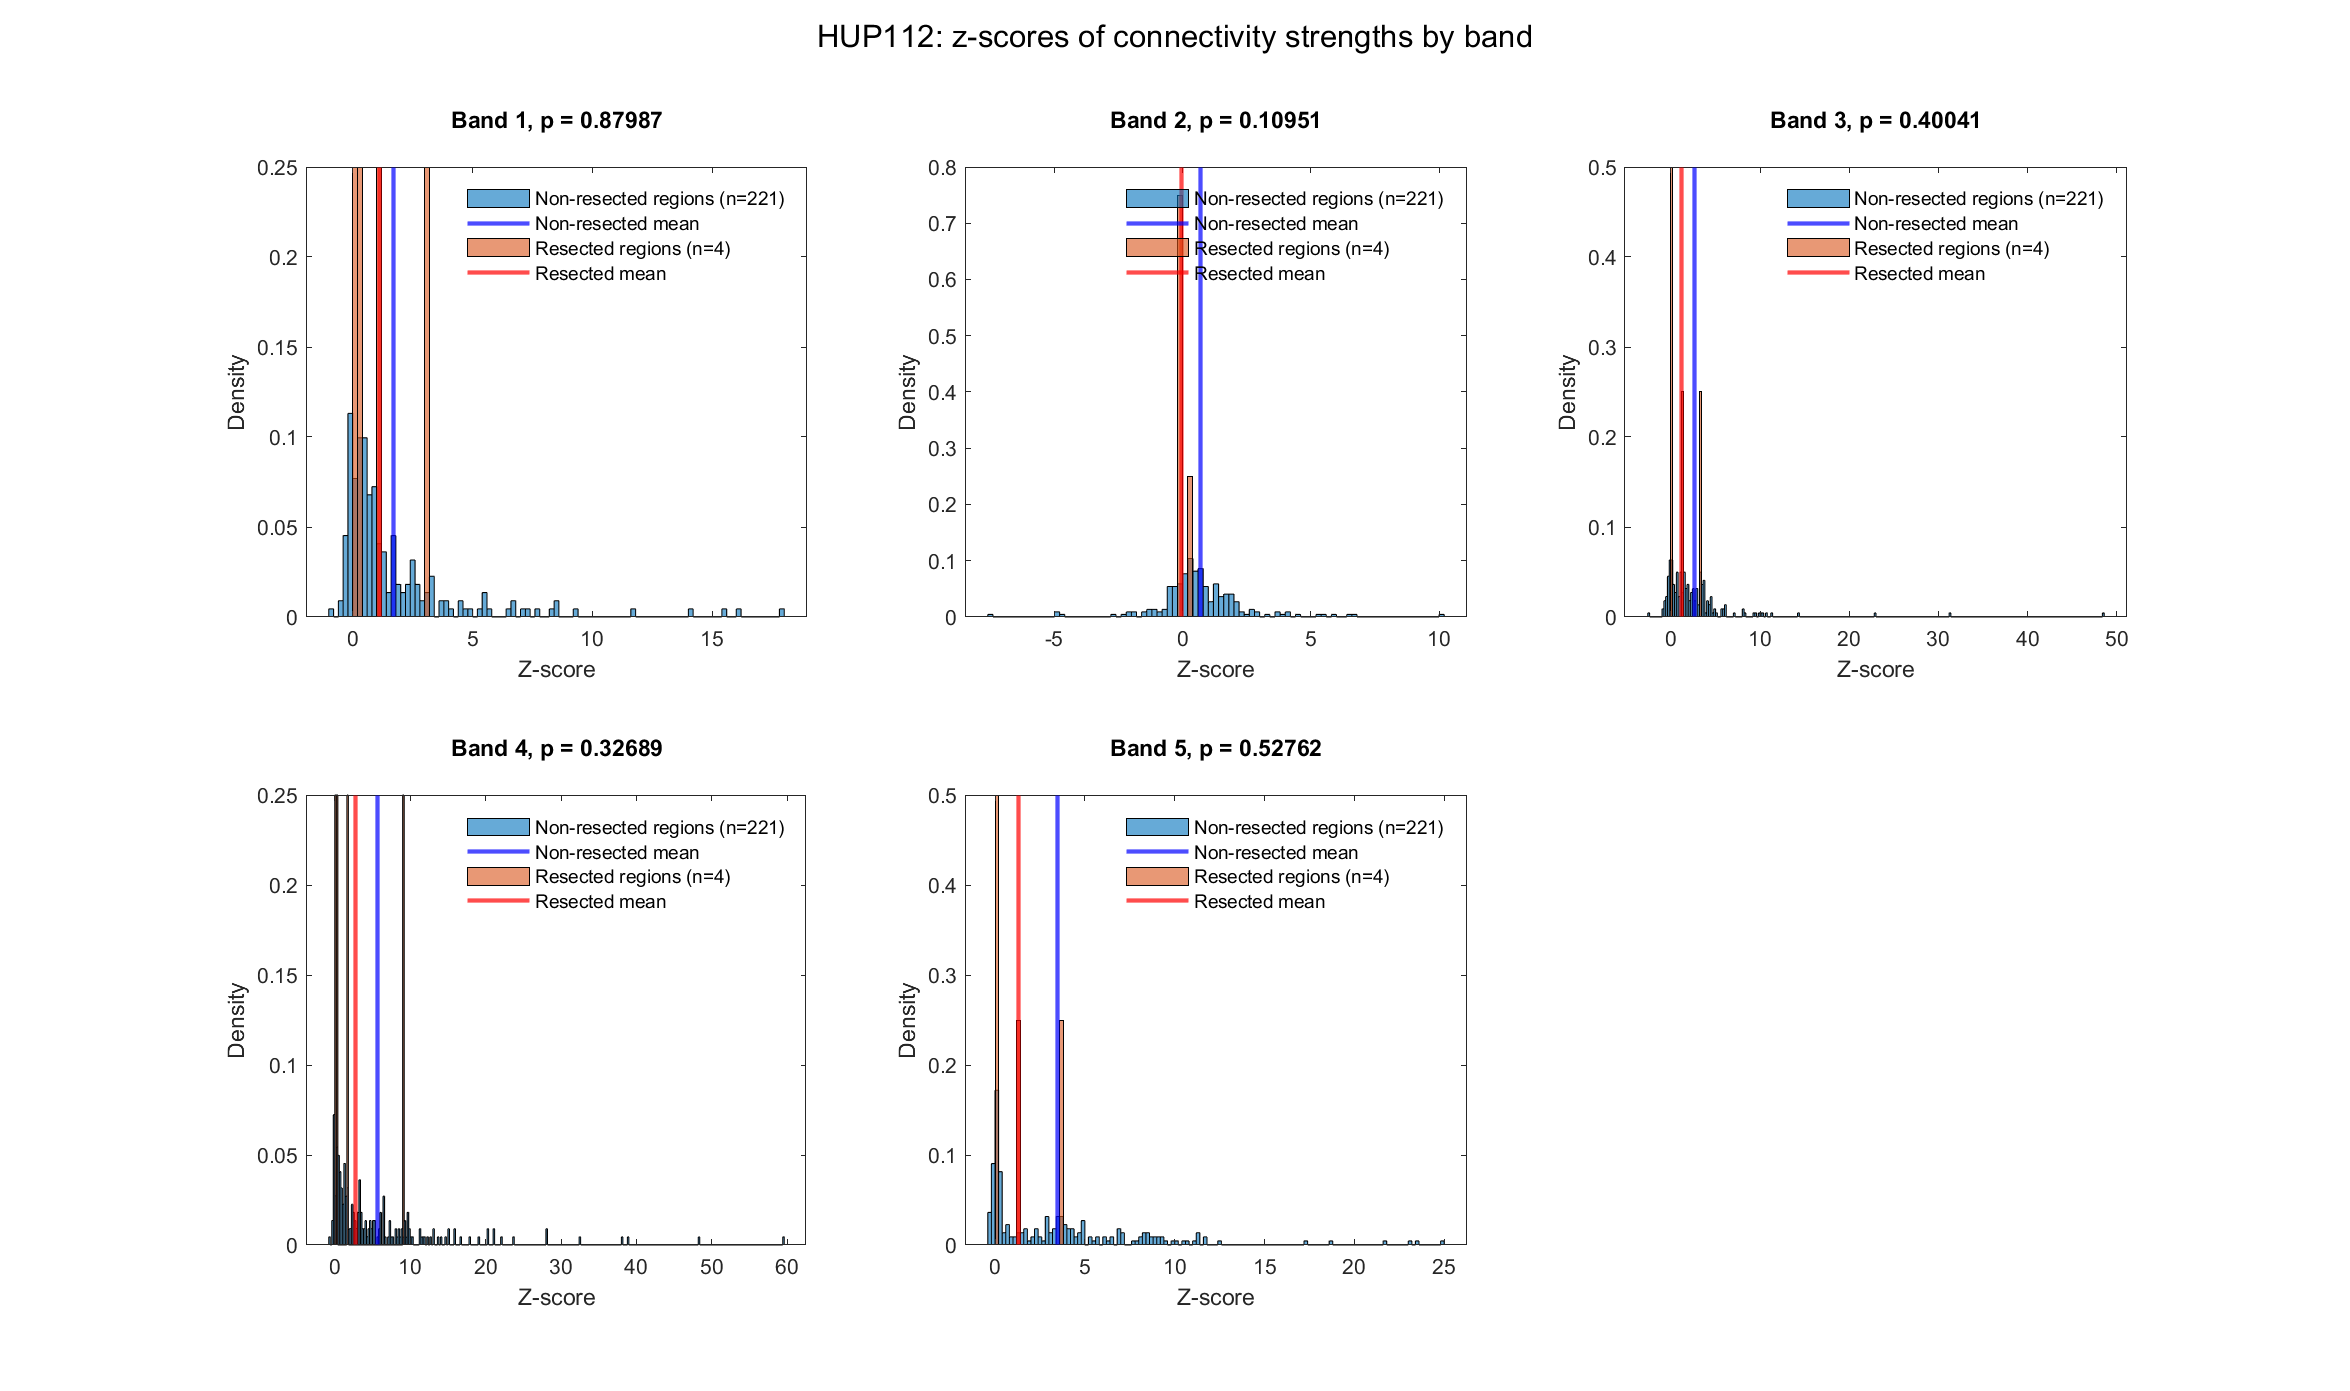 HUP112: z-scores of connectivity strengths by band
Band 1, p = 0.87987
0.25
0.2
0.15
0.1
0.05
0
Density
0 5 10 15
Z-score
Non-resected regions (n=221)
Non-resected mean
Resected regions (n=4)
Resected mean
Band 2, p = 0.10951
0.8
0.7
0.6
0.5
0.4
0.3
0.2
0.1
0
Density
-5 0 5 10
Z-score
Non-resected regions (n=221)
Non-resected mean
Resected regions (n=4)
Resected mean
Band 3, p = 0.40041
0.5
0.4
0.3
0.2
0.1
0
Density
0 10 20 30 40 50
Z-score
Non-resected regions (n=221)
Non-resected mean
Resected regions (n=4)
Resected mean
Band 4, p = 0.32689
0.25
0.2
0.15
0.1
0.05
0
Density
0 10 20 30 40 50 60
Z-score
Non-resected regions (n=221)
Non-resected mean
Resected regions (n=4)
Resected mean
Band 5, p = 0.52762
0.5
0.4
0.3
0.2
0.1
0
Density
0 5 10 15 20 25
Z-score
Non-resected regions (n=221)
Non-resected mean
Resected regions (n=4)
Resected mean